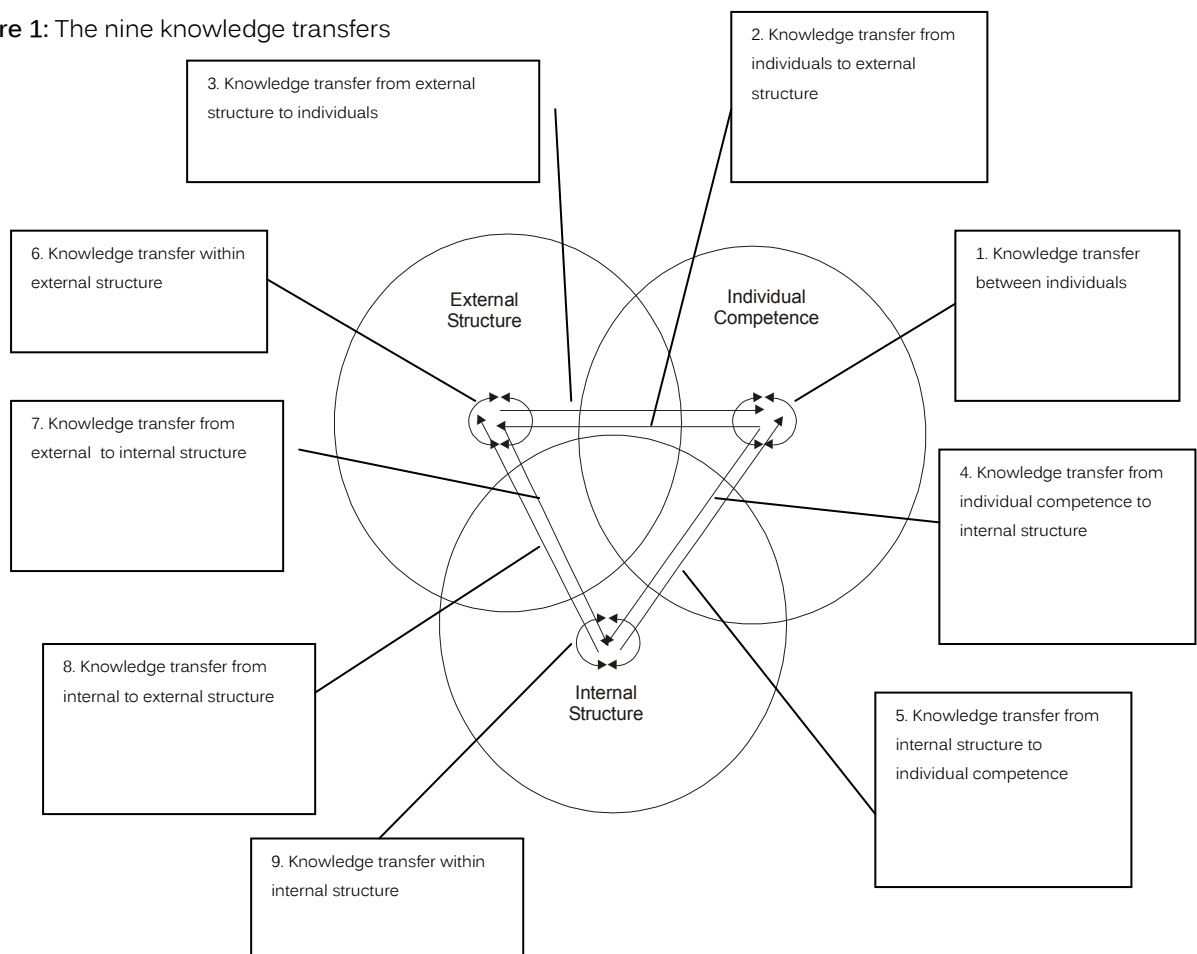 re 1: The nine knowledge transfers
2. Knowledge transfer from
individuals to external
structure
3. Knowledge transfer from external
structure to individuals
6. Knowledge transfer within
external structure
1. Knowledge transfer
between individuals
External
Structure
Individual
Competence
7. Knowledge transfer from
external  to internal structure
4. Knowledge transfer from
individual competence to
internal structure
8. Knowledge transfer from
internal to external structure
Internal
Structure
5. Knowledge transfer from
internal structure to
individual competence
9. Knowledge transfer within
internal structure